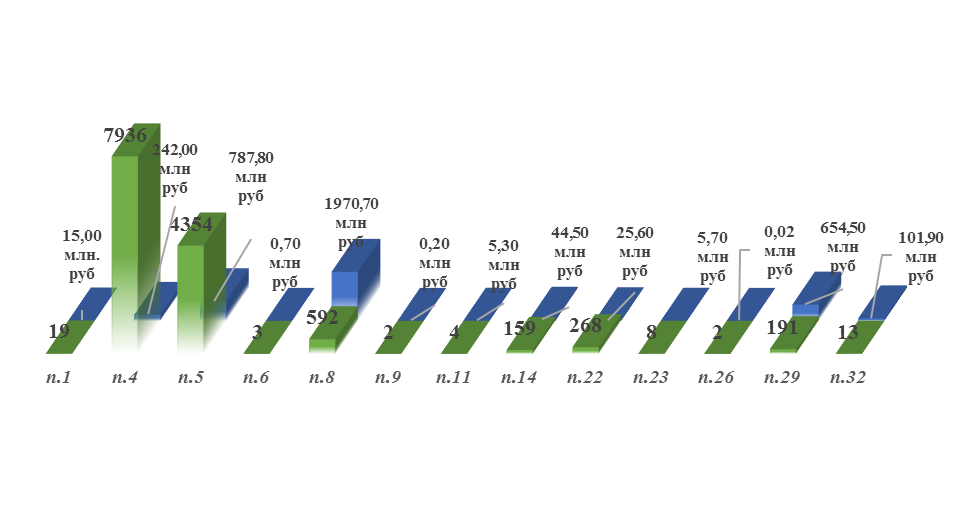 7936
242,00
млн
руб
787,80
млн
руб
4354
15,00
млн.
руб
0,70
млн
руб
1970,70
млн
руб
0,20
млн
руб
5,30
млн
руб
44,50
млн
руб
25,60
млн
руб
5,70
млн
руб
0,02
млн
руб
654,50
млн
руб
101,90
млн
руб
19
3
592
2
4
159
268
8
2
191
13
п.1
п.4
п.5
п.6
п.8
п.9
п.11
п.14
п.22
п.23
п.26
п.29
п.32